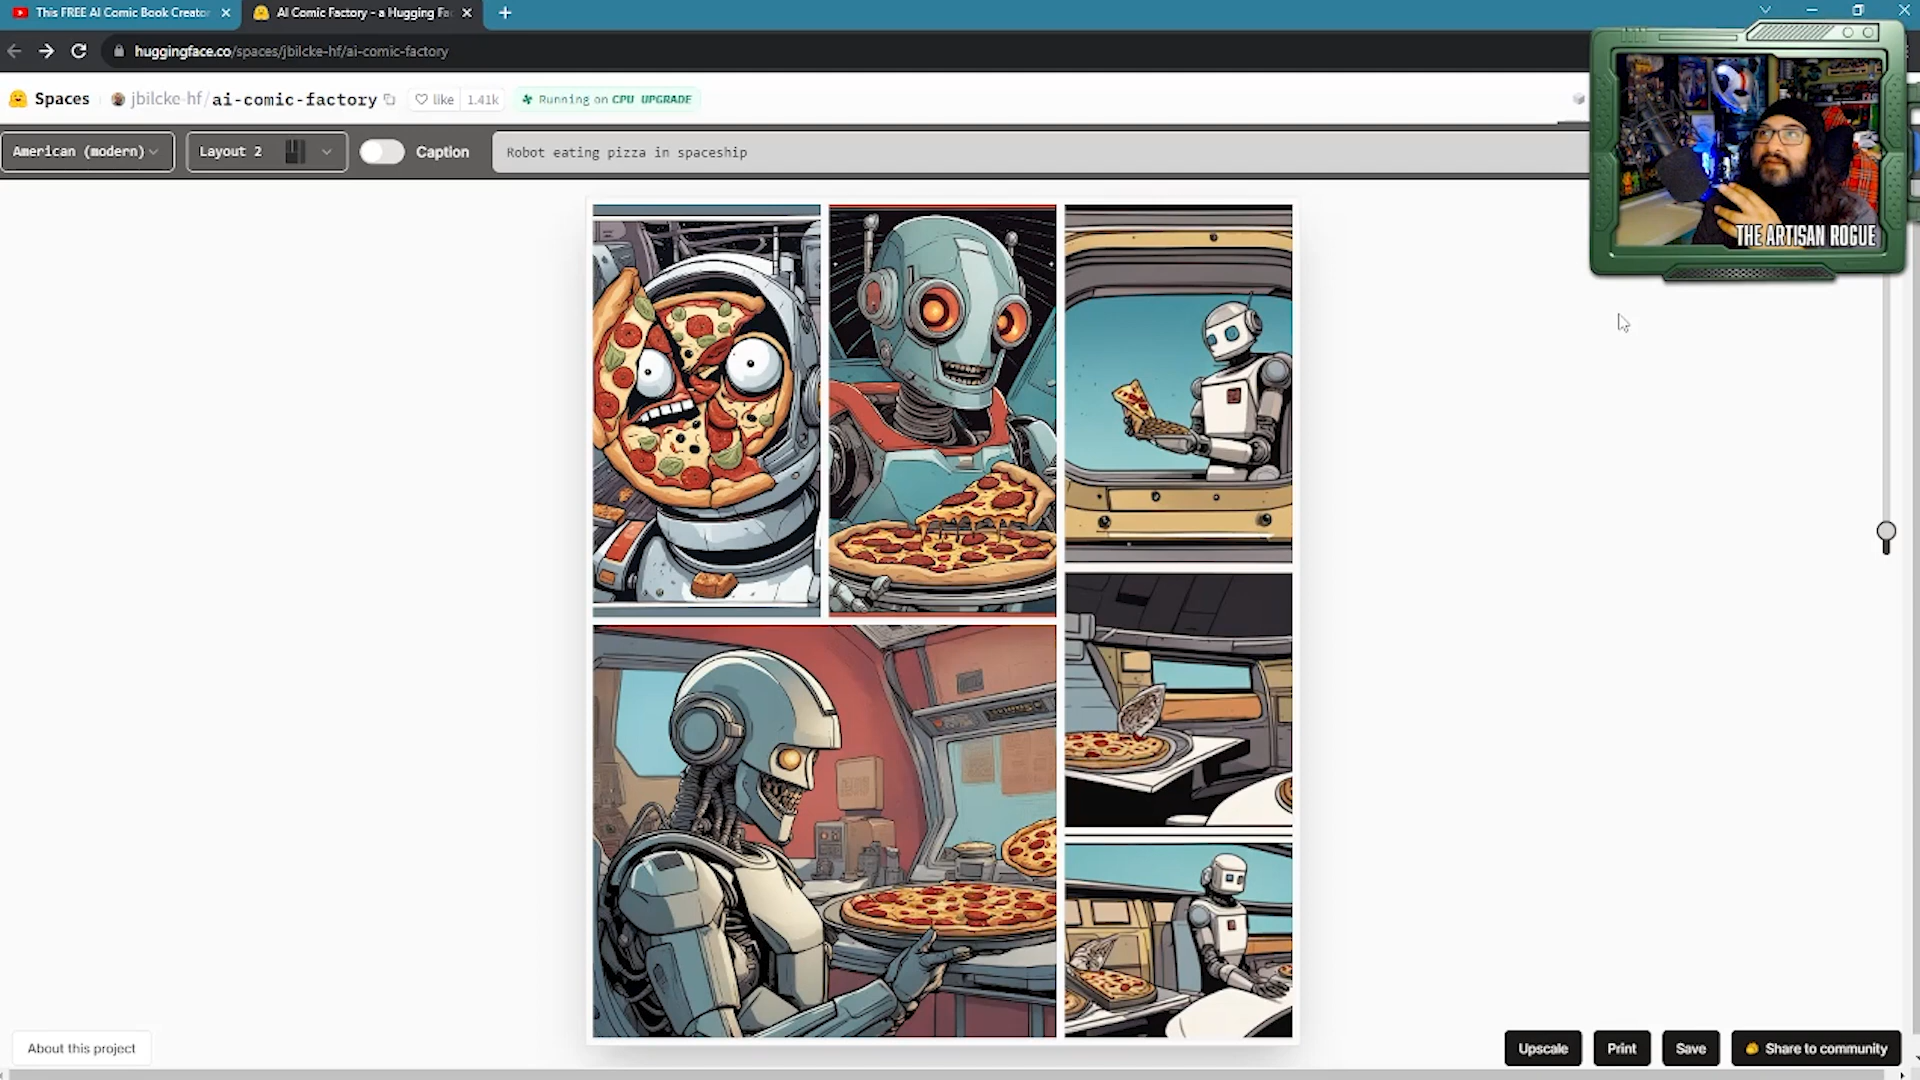 This FREE AI Comic Book Creator
AI Comic Factory - a Hugging Fa
huggingface.co/spaces/jbilcke-hf/ai-comic-factory
Spaces
jbilcke-hf/ai-comic-factory
like
1.41k
Running on CPU UPGRADE
American (modern)
Layout 2
Caption
Robot eating pizza in spaceship
THE ARTISAN ROGUE
About this project
Upscale
Print
Save
Share to community